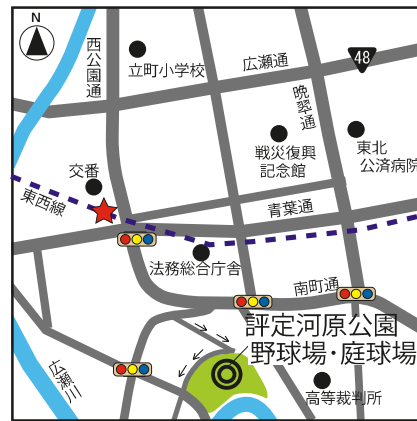 N
西公園通
立町小学校
広瀬通
48
晩翠通
戦災復興
記念館
東北
公済病院
交番
東西線
青葉通
法務総合庁舎
南町通
評定河原公園
野球場・庭球場
広瀬川
高等裁判所